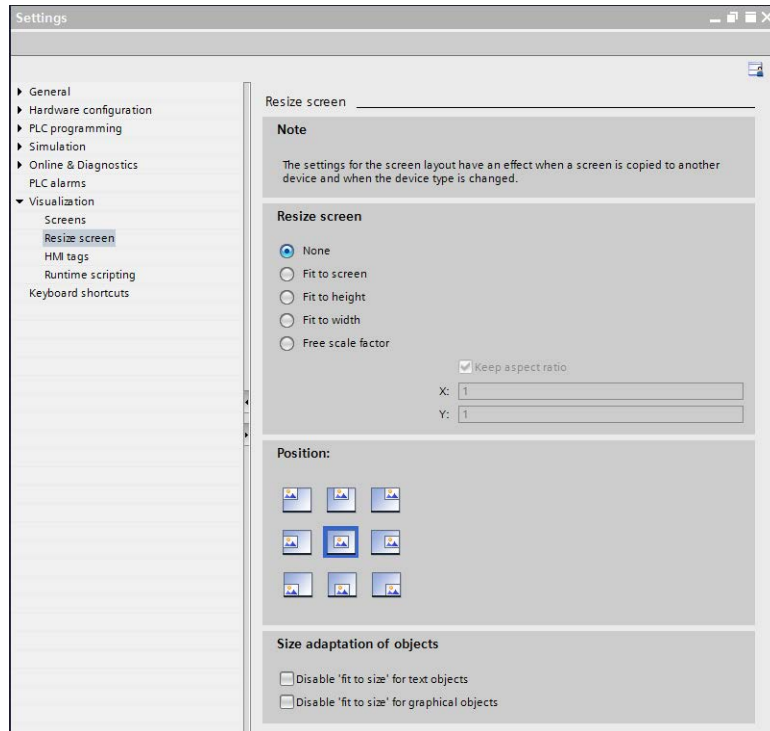 Settings
General
Hardware configuration
PLC programming
Simulation
Online & Diagnostics
PLC alarms
Visualization
Screens
Resize screen
HMI tags
Runtime scripting
Keyboard shortcuts
Resize screen
Note
The settings for the screen layout have an effect when a screen is copied to another
device and when the device type is changed.
Resize screen
None
Fit to screen
Fit to height
Fit to width
Free scale factor
Keep aspect ratio
X: 1
Y: 1
Position:
Size adaptation of objects
Disable 'fit to size' for text objects
Disable 'fit to size' for graphical objects